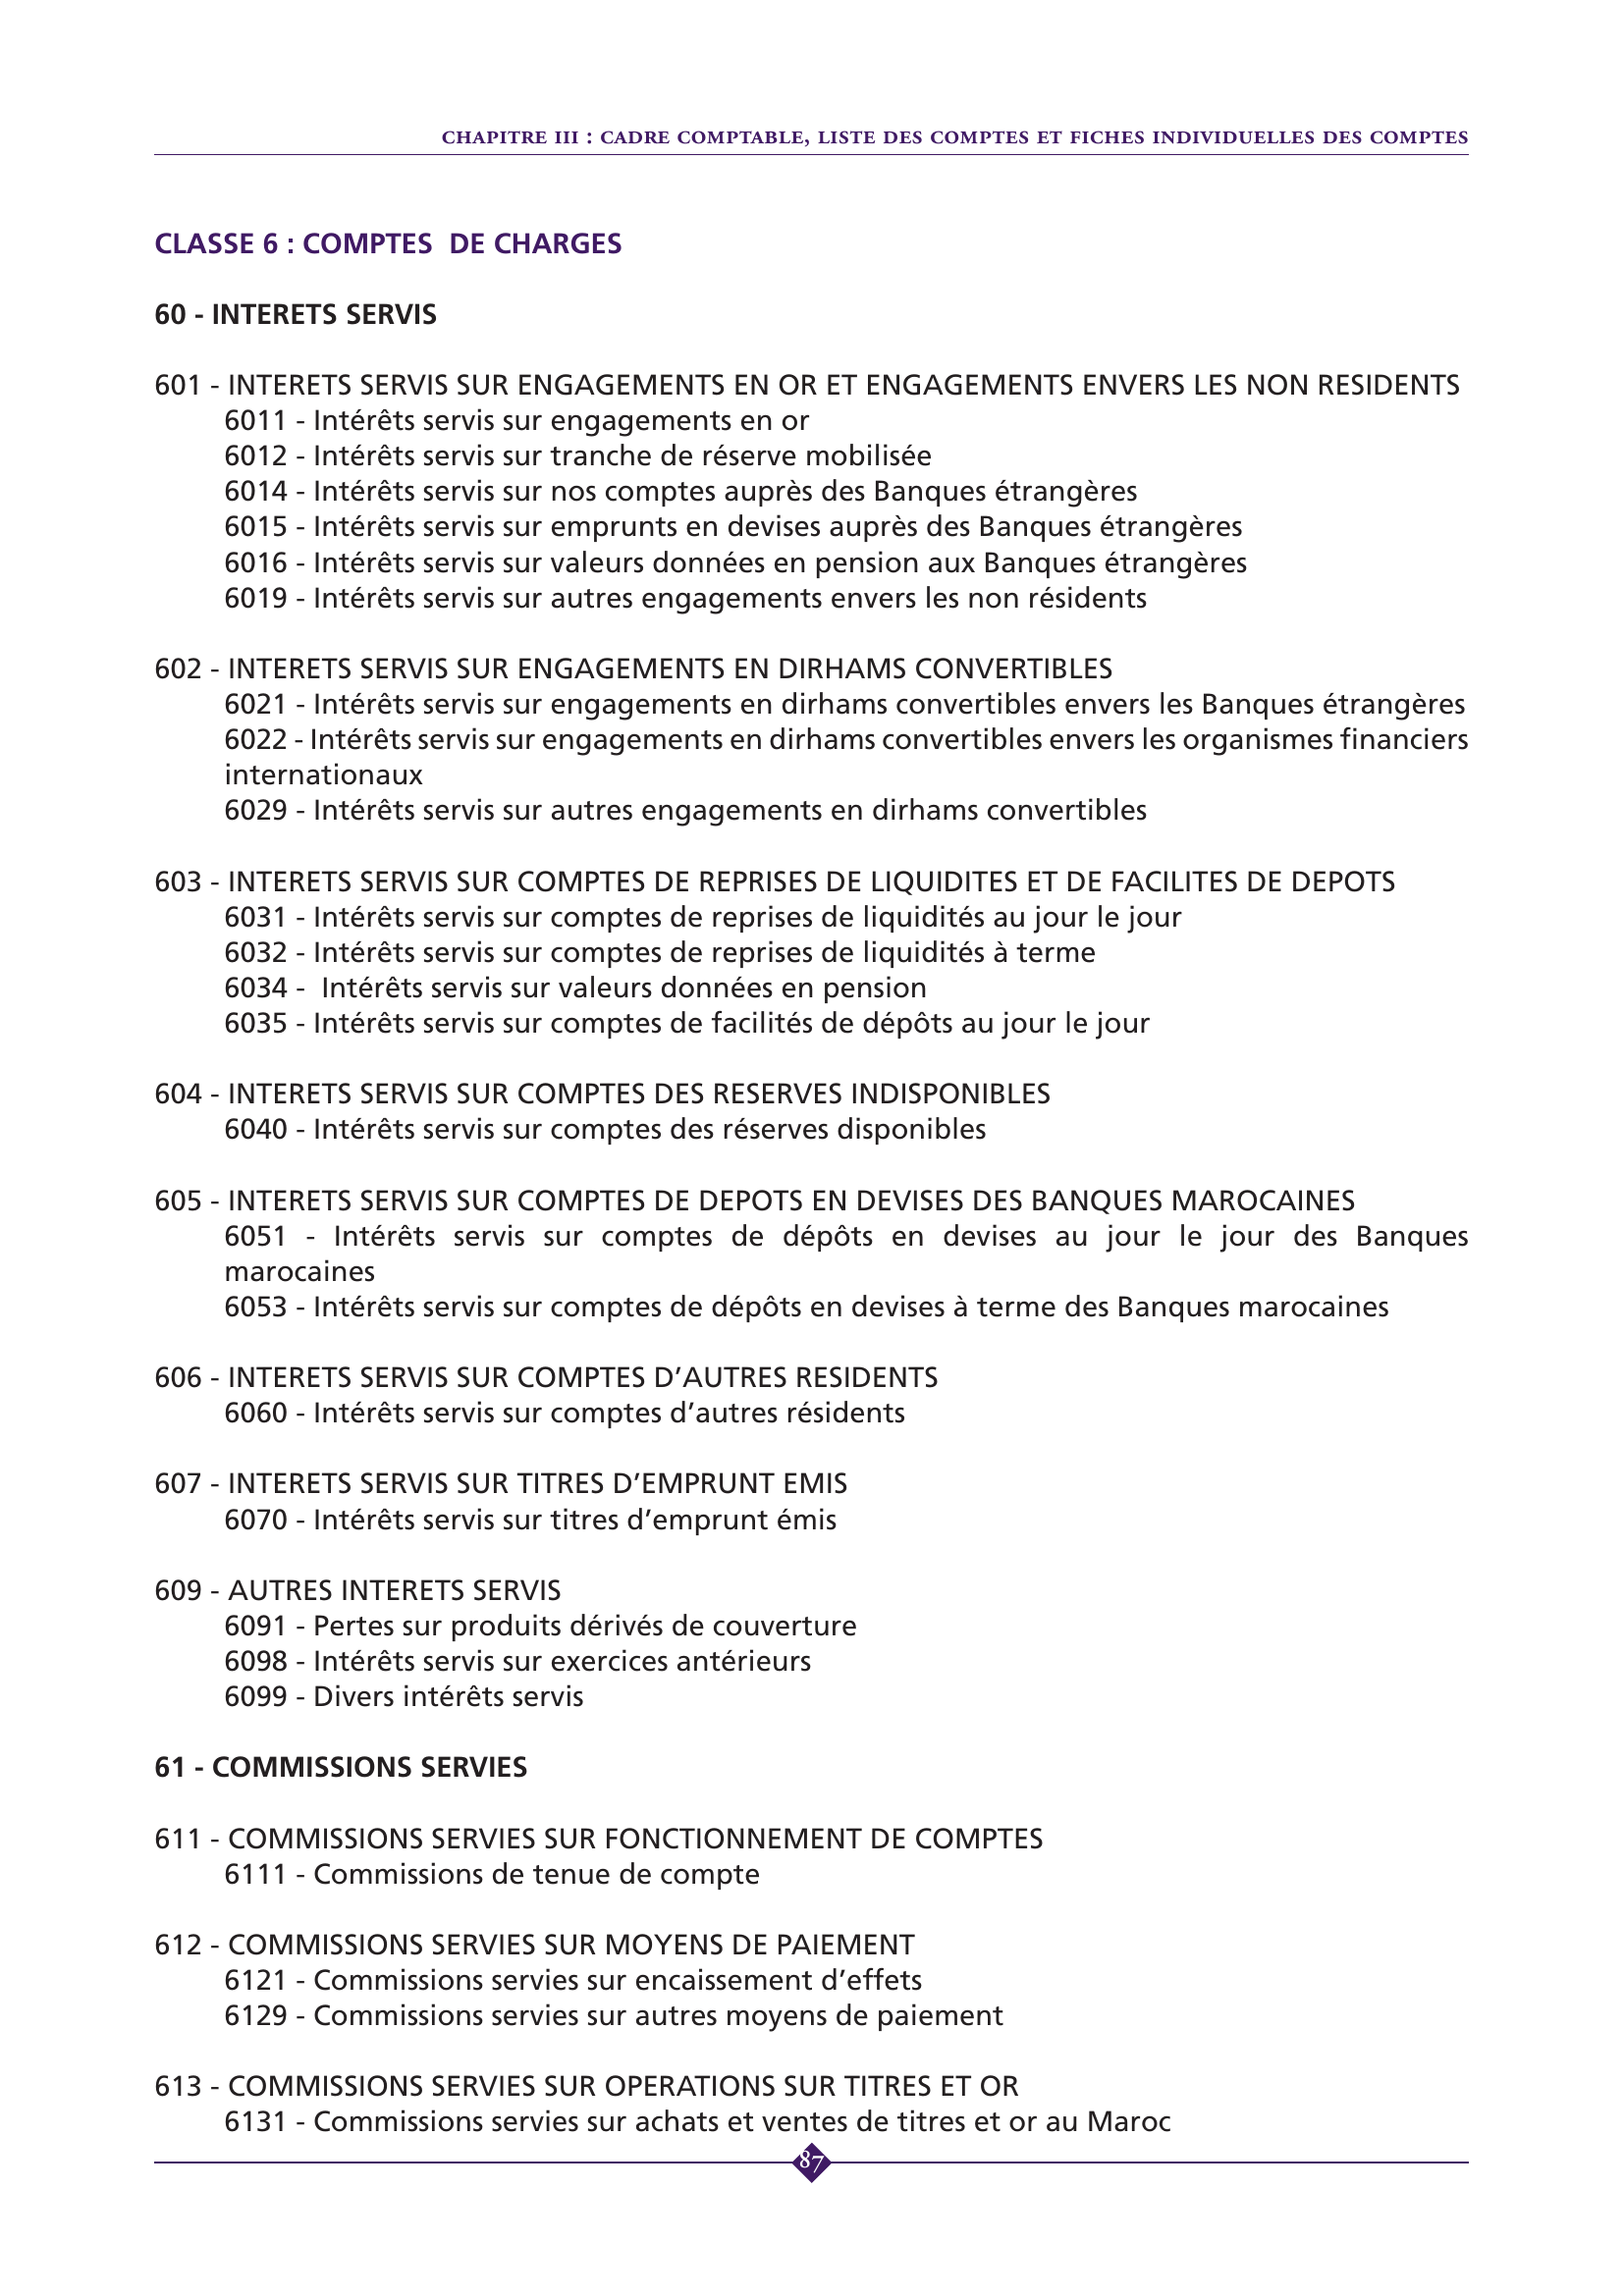 CHAPITRE III : CADRE COMPTABLE, LISTE DES COMPTES ET FICHES INDIVIDUELLES DES COMPTES
CLASSE 6 : COMPTES  DE CHARGES
60 - INTERETS SERVIS
601 - INTERETS SERVIS SUR ENGAGEMENTS EN OR ET ENGAGEMENTS ENVERS LES NON RESIDENTS
6011 - Intérêts servis sur engagements en or
6012 - Intérêts servis sur tranche de réserve mobilisée
6014 - Intérêts servis sur nos comptes auprès des Banques étrangères
6015 - Intérêts servis sur emprunts en devises auprès des Banques étrangères
6016 - Intérêts servis sur valeurs données en pension aux Banques étrangères
6019 - Intérêts servis sur autres engagements envers les non résidents
602 - INTERETS SERVIS SUR ENGAGEMENTS EN DIRHAMS CONVERTIBLES
6021 - Intérêts servis sur engagements en dirhams convertibles envers les Banques étrangères
6022 - Intérêts servis sur engagements en dirhams convertibles envers les organismes financiers
internationaux
6029 - Intérêts servis sur autres engagements en dirhams convertibles
603 - INTERETS SERVIS SUR COMPTES DE REPRISES DE LIQUIDITES ET DE FACILITES DE DEPOTS
6031 - Intérêts servis sur comptes de reprises de liquidités au jour le jour
6032 - Intérêts servis sur comptes de reprises de liquidités à terme
6034 -  Intérêts servis sur valeurs données en pension
6035 - Intérêts servis sur comptes de facilités de dépôts au jour le jour
604 - INTERETS SERVIS SUR COMPTES DES RESERVES INDISPONIBLES
6040 - Intérêts servis sur comptes des réserves disponibles
605 - INTERETS SERVIS SUR COMPTES DE DEPOTS EN DEVISES DES BANQUES MAROCAINES
6051 - Intérêts servis sur comptes de dépôts en devises au jour le jour des Banques
marocaines
6053 - Intérêts servis sur comptes de dépôts en devises à terme des Banques marocaines
606 - INTERETS SERVIS SUR COMPTES D’AUTRES RESIDENTS
6060 - Intérêts servis sur comptes d’autres résidents
607 - INTERETS SERVIS SUR TITRES D’EMPRUNT EMIS
6070 - Intérêts servis sur titres d’emprunt émis
609 - AUTRES INTERETS SERVIS
6091 - Pertes sur produits dérivés de couverture
6098 - Intérêts servis sur exercices antérieurs
6099 - Divers intérêts servis
61 - COMMISSIONS SERVIES
611 - COMMISSIONS SERVIES SUR FONCTIONNEMENT DE COMPTES
6111 - Commissions de tenue de compte
612 - COMMISSIONS SERVIES SUR MOYENS DE PAIEMENT
6121 - Commissions servies sur encaissement d’effets
6129 - Commissions servies sur autres moyens de paiement
613 - COMMISSIONS SERVIES SUR OPERATIONS SUR TITRES ET OR
6131 - Commissions servies sur achats et ventes de titres et or au Maroc
87